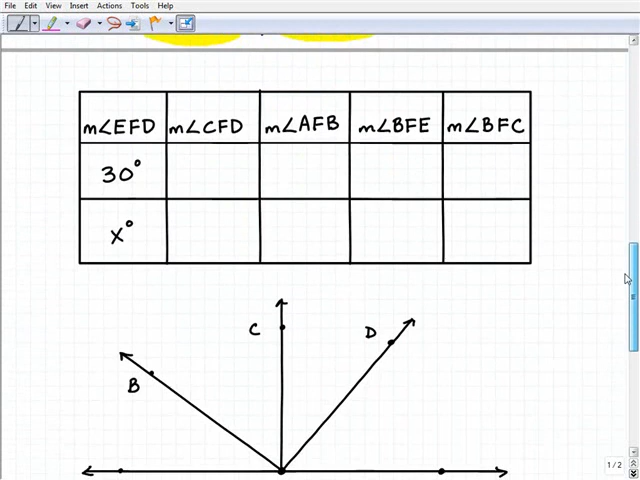 File Edit View Insert Actions Tools Help
m∠EFD m∠CFD m∠AFB m∠BFE m∠BFC
30°
x°
C
D
B
1 / 2